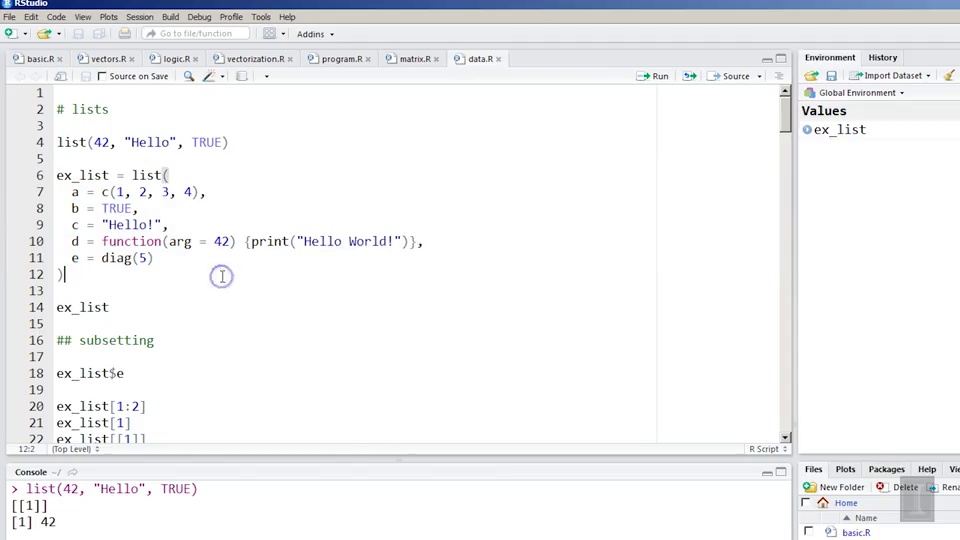 RStudio
File Edit Code View Plots Session Build Debug Profile Tools Help
Go to file/function Addins
basic.R vectors.R logic.R vectorization.R program.R matrix.R data.R
Source on Save Run Source
1
2 # lists
3
4 list(42, "Hello", TRUE)
5
6 ex_list = list(
7 a = c(1, 2, 3, 4),
8 b = TRUE,
9 c = "Hello!",
10 d = function(arg = 42) {print("Hello World!")},
11 e = diag(5)
12 )
13
14 ex_list
15
16 ## subsetting
17
18 ex_list$e
19
20 ex_list[1:2]
21 ex_list[1]
22 ex_list[[1]]
12:2 (Top Level) R Script
Console ~/
> list(42, "Hello", TRUE)
[[1]]
[1] 42
Environment History
Import Dataset
Global Environment
Values
ex_list
Files Plots Packages Help
New Folder Delete
Home
Name
basic.R